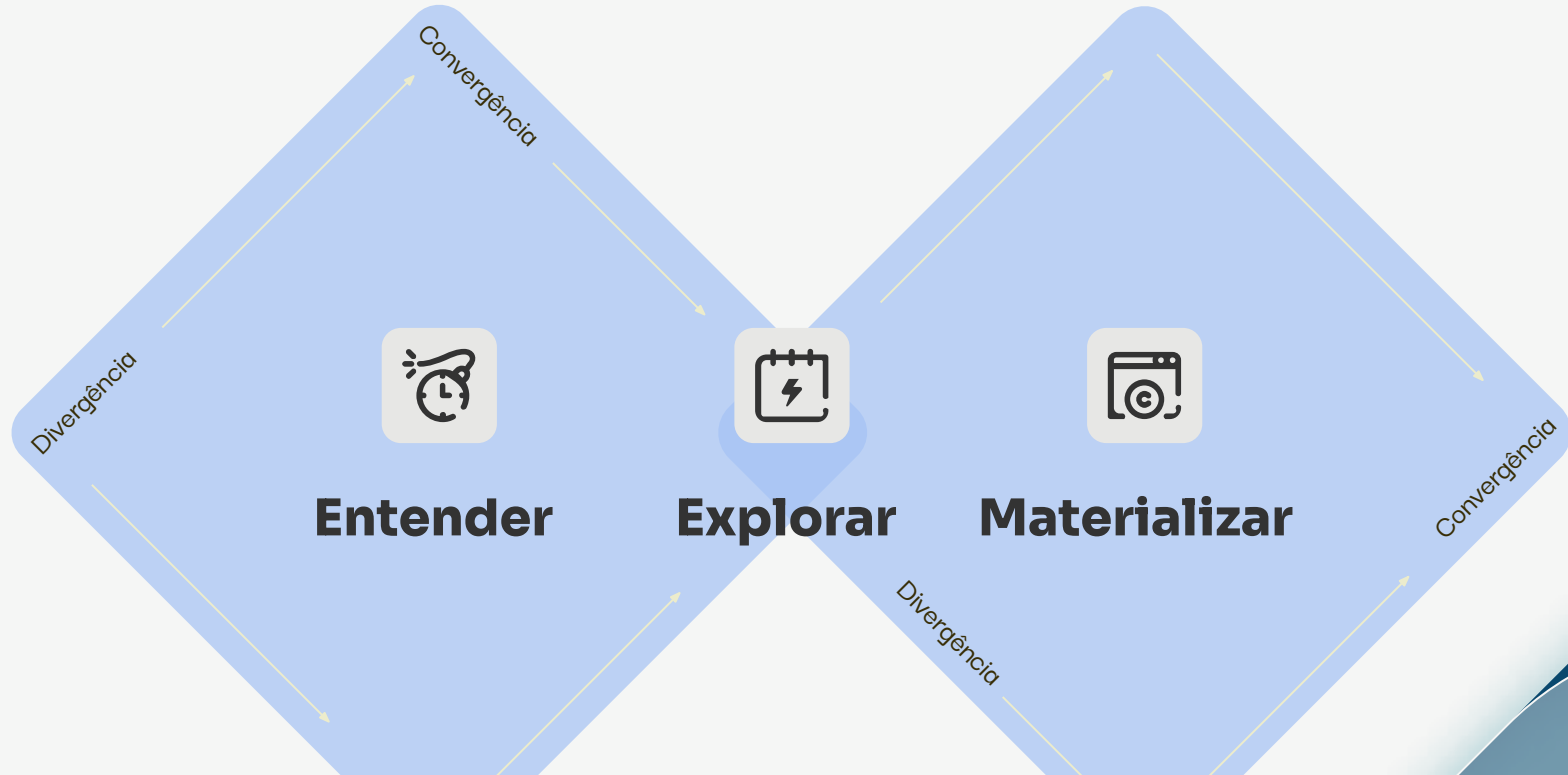 Convergência
Divergência
Entender
Explorar
Materializar
Convergência
Divergência